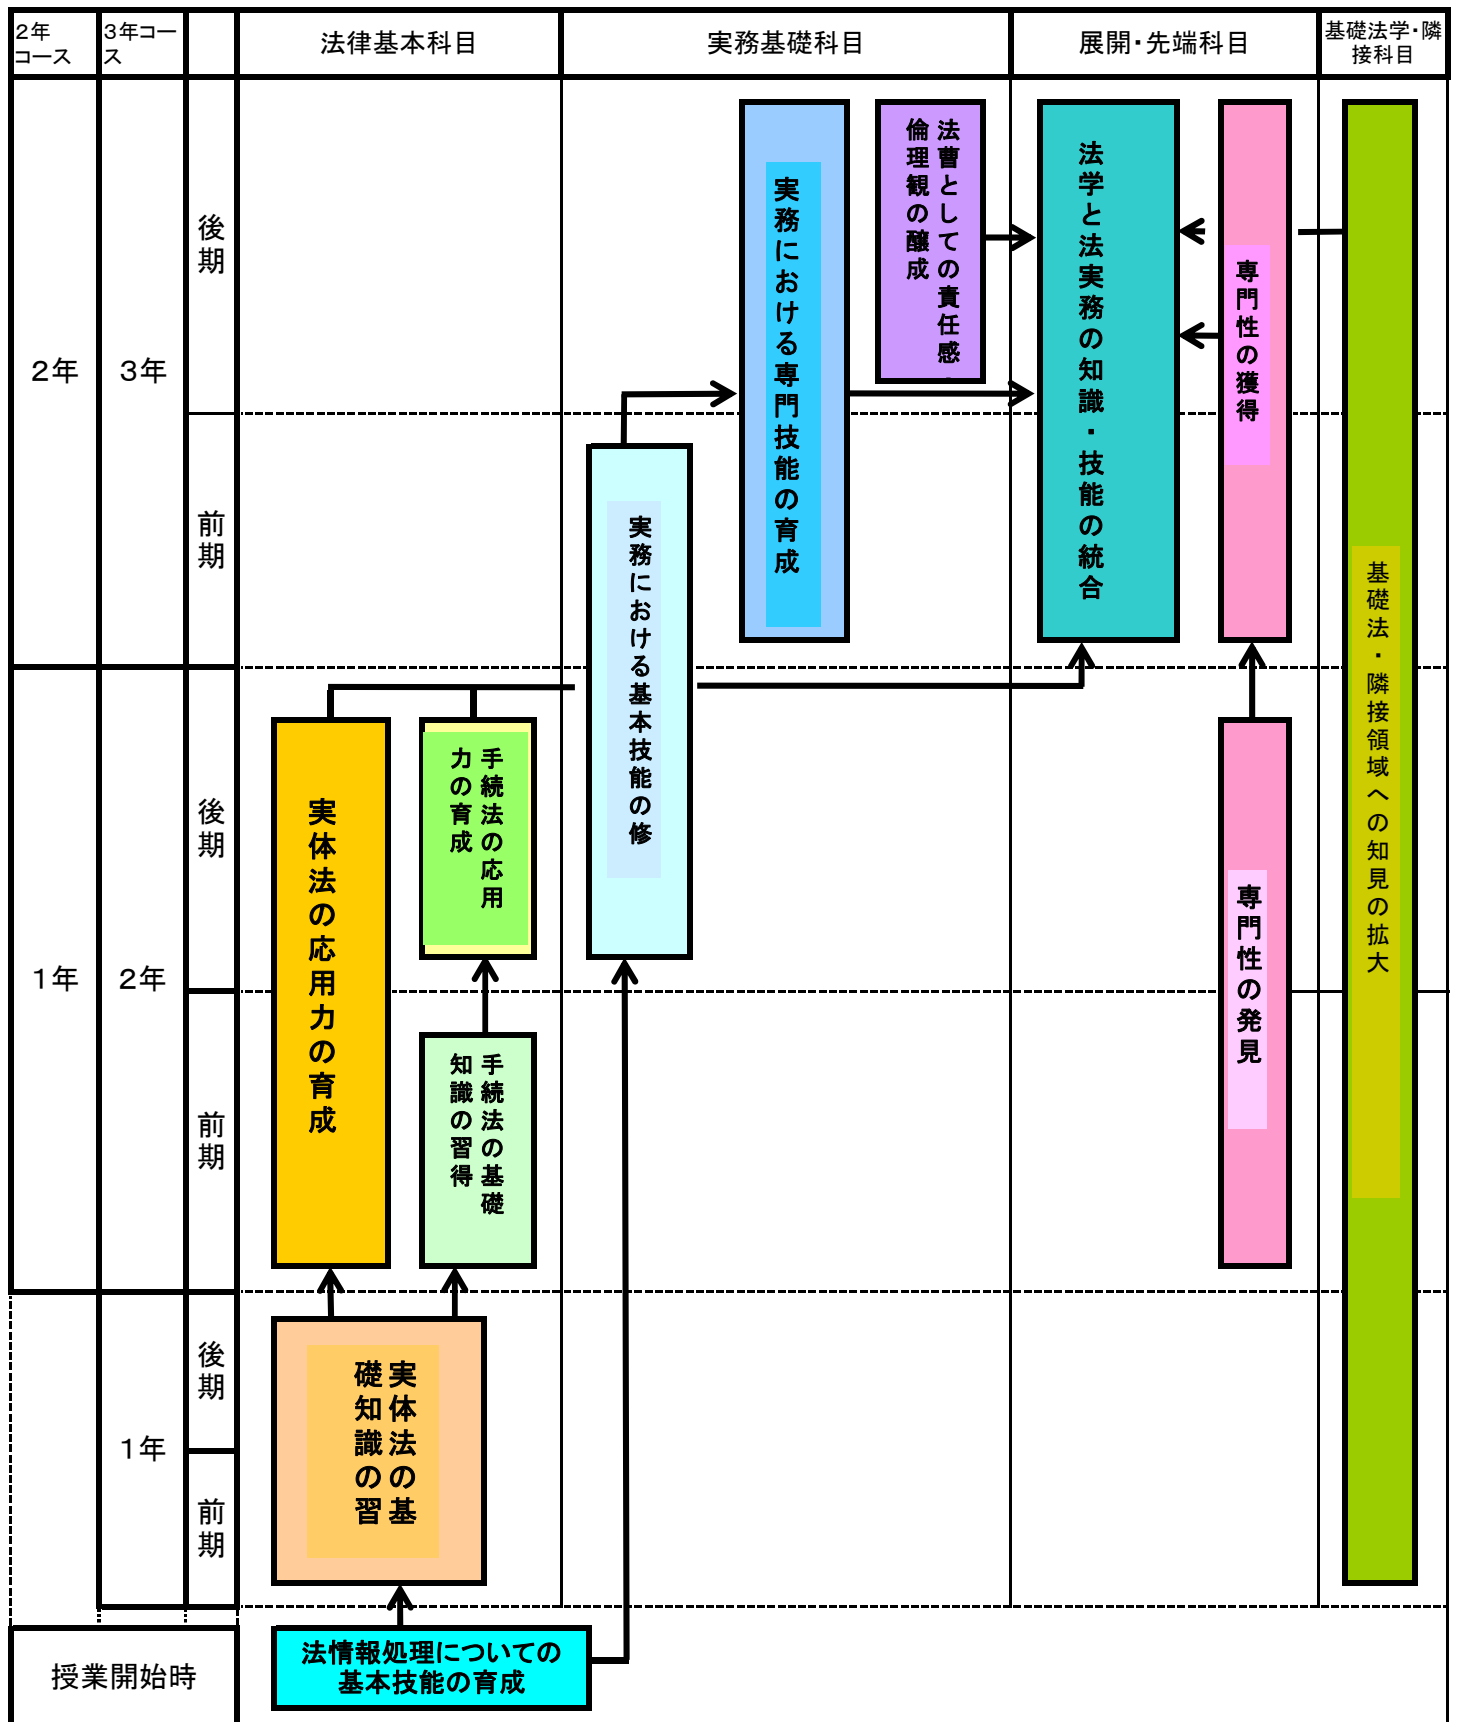 2年
コース
3年コー
ス
法律基本科目
実務基礎科目
展開・先端科目
基礎法学・隣
接科目
2年
3年
後期
前期
実務における専門技能の育成
法曹としての責任感・
倫理観の醸成
法学と法実務の知識・技能の統合
専門性の獲得
基礎法・隣接領域への知見の拡大
実務における基本技能の修
1年
2年
後期
前期
実体法の応用力の育成
手続法の応用
力の育成
手続法の基礎
知識の習得
専門性の発見
1年
後期
前期
実体法の基
礎知識の習
授業開始時
法情報処理についての
基本技能の育成